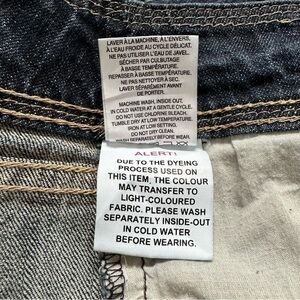 LAVER À LA MACHINE, À L'ENVERS,
À L'EAU FROIDE AU CYCLE DÉLICAT.
NE PAS UTILISER L'EAU DE JAVEL.
SÉCHER PAR CULBUTAGE
À BASSE TEMPÉRATURE.
REPASSER À BASSE TEMPÉRATURE.
NE PAS NETTOYER À SEC.
LAVER SÉPARÉMENT AVANT
DE PORTER.
MACHINE WASH, INSIDE OUT,
IN COLD WATER AT DELICATE CYCLE.
DO NOT USE CHLORINE BLEACH.
TUMBLE DRY AT LOW TEMPERATURE.
IRON AT LOW SETTING.
DO NOT DRY CLEAN.
ALERT!
DUE TO THE DYEING
PROCESS USED ON
THIS ITEM, THE COLOUR
MAY TRANSFER TO
LIGHT-COLOURED
FABRIC. PLEASE WASH
SEPARATELY INSIDE-OUT
IN COLD WATER
BEFORE WEARING.